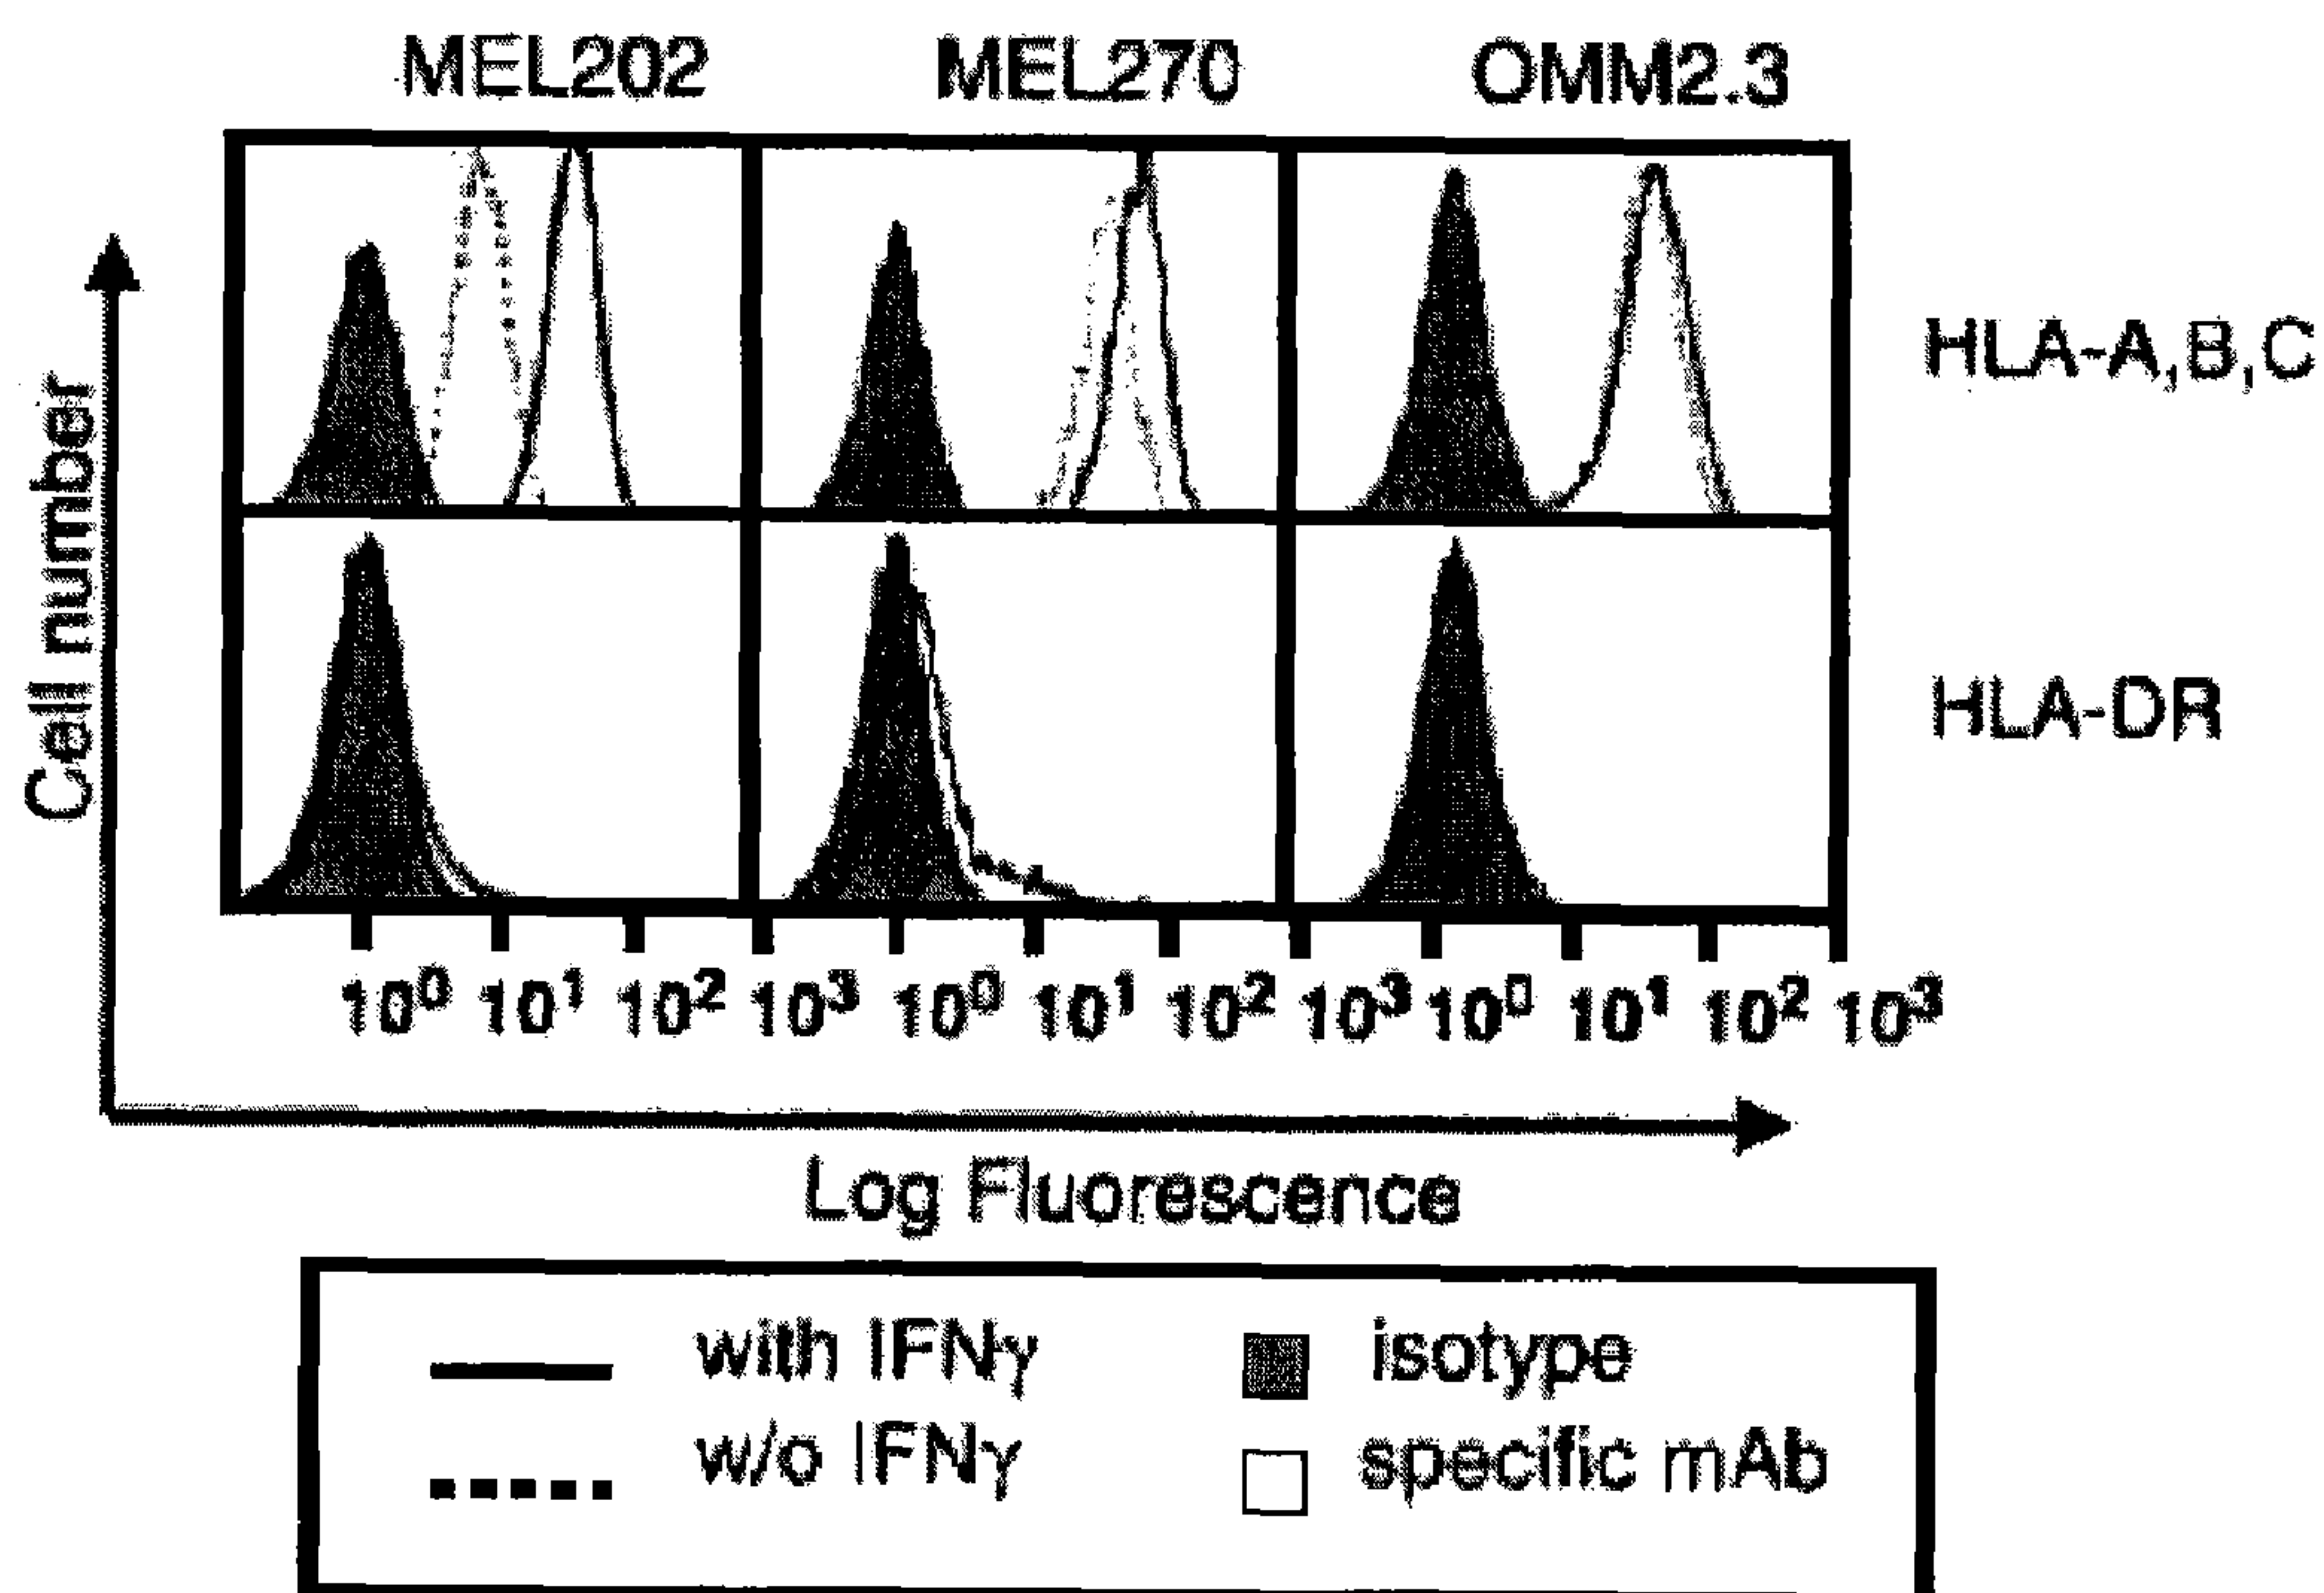 MEL202 MEL270 OMM2.3
HLA-A,B,C
Cell number
HLA-DR
10⁰ 10¹ 10² 10³ 10⁰ 10¹ 10² 10³ 10⁰ 10¹ 10² 10³
Log Fluorescence
with IFNγ isotype
w/o IFNγ specific mAb